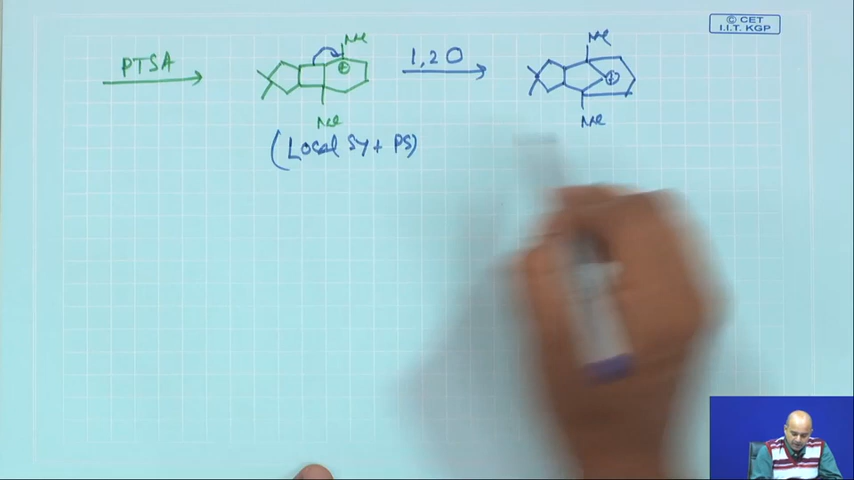 © CET
I.I.T. KGP
PTSA
Me
⊕
Me
(Local Sy + PS)
1,2 O
Me
⊕
Me